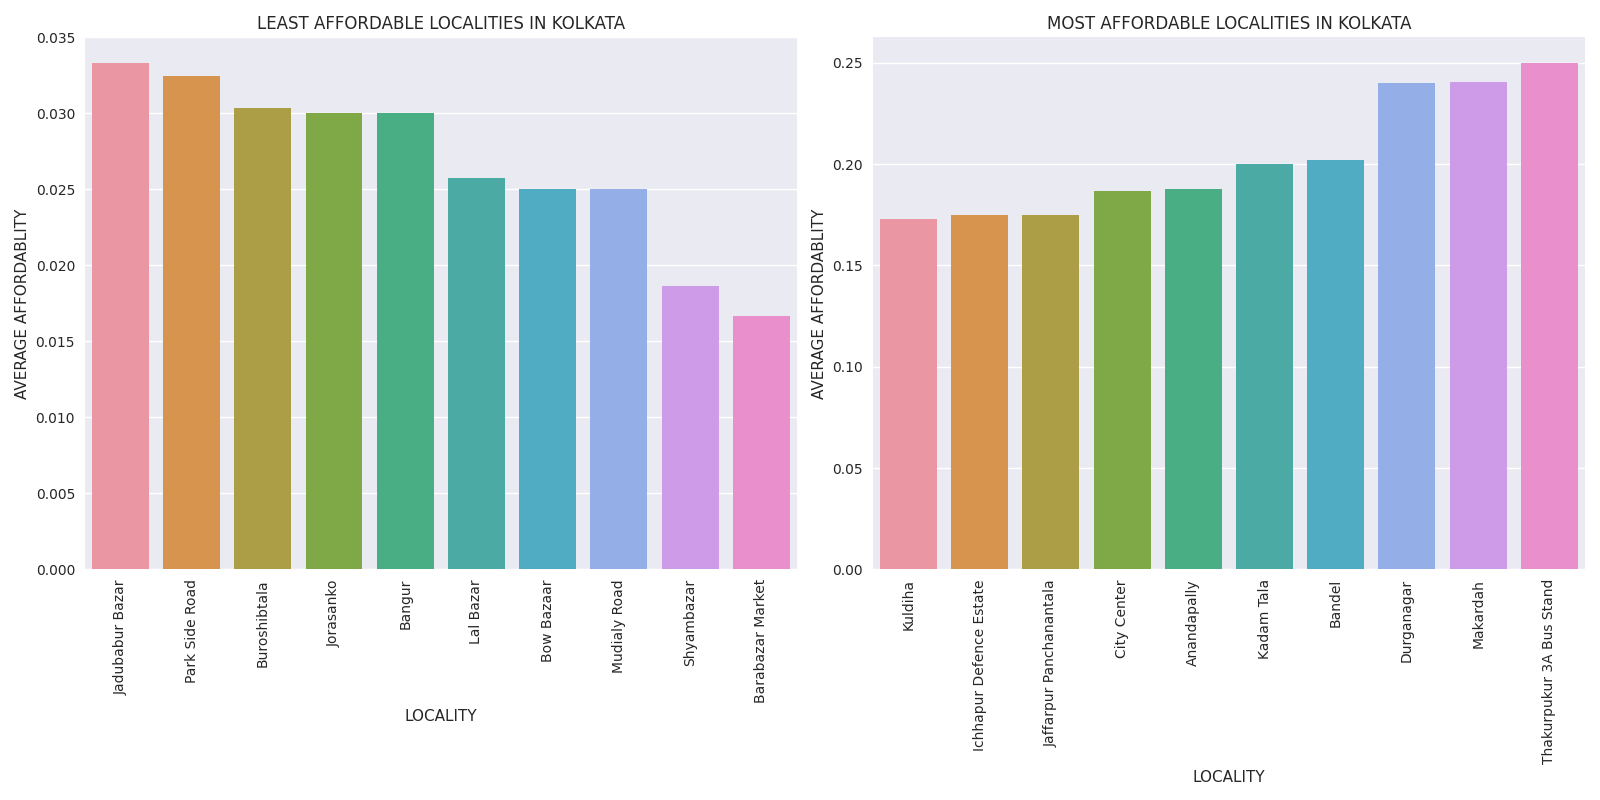 LEAST AFFORDABLE LOCALITIES IN KOLKATA
AVERAGE AFFORDABLITY
0.035
0.030
0.025
0.020
0.015
0.010
0.005
0.000
Jadubabur Bazar
Park Side Road
Buroshibtala
Jorasanko
Bangur
Lal Bazar
Bow Bazaar
Mudialy Road
Shyambazar
Barabazar Market
LOCALITY
MOST AFFORDABLE LOCALITIES IN KOLKATA
AVERAGE AFFORDABLITY
0.25
0.20
0.15
0.10
0.05
0.00
Kuldiha
Ichhapur Defence Estate
Jaffarpur Panchanantala
City Center
Anandapally
Kadam Tala
Bandel
Durganagar
Makardah
Thakurpukur 3A Bus Stand
LOCALITY